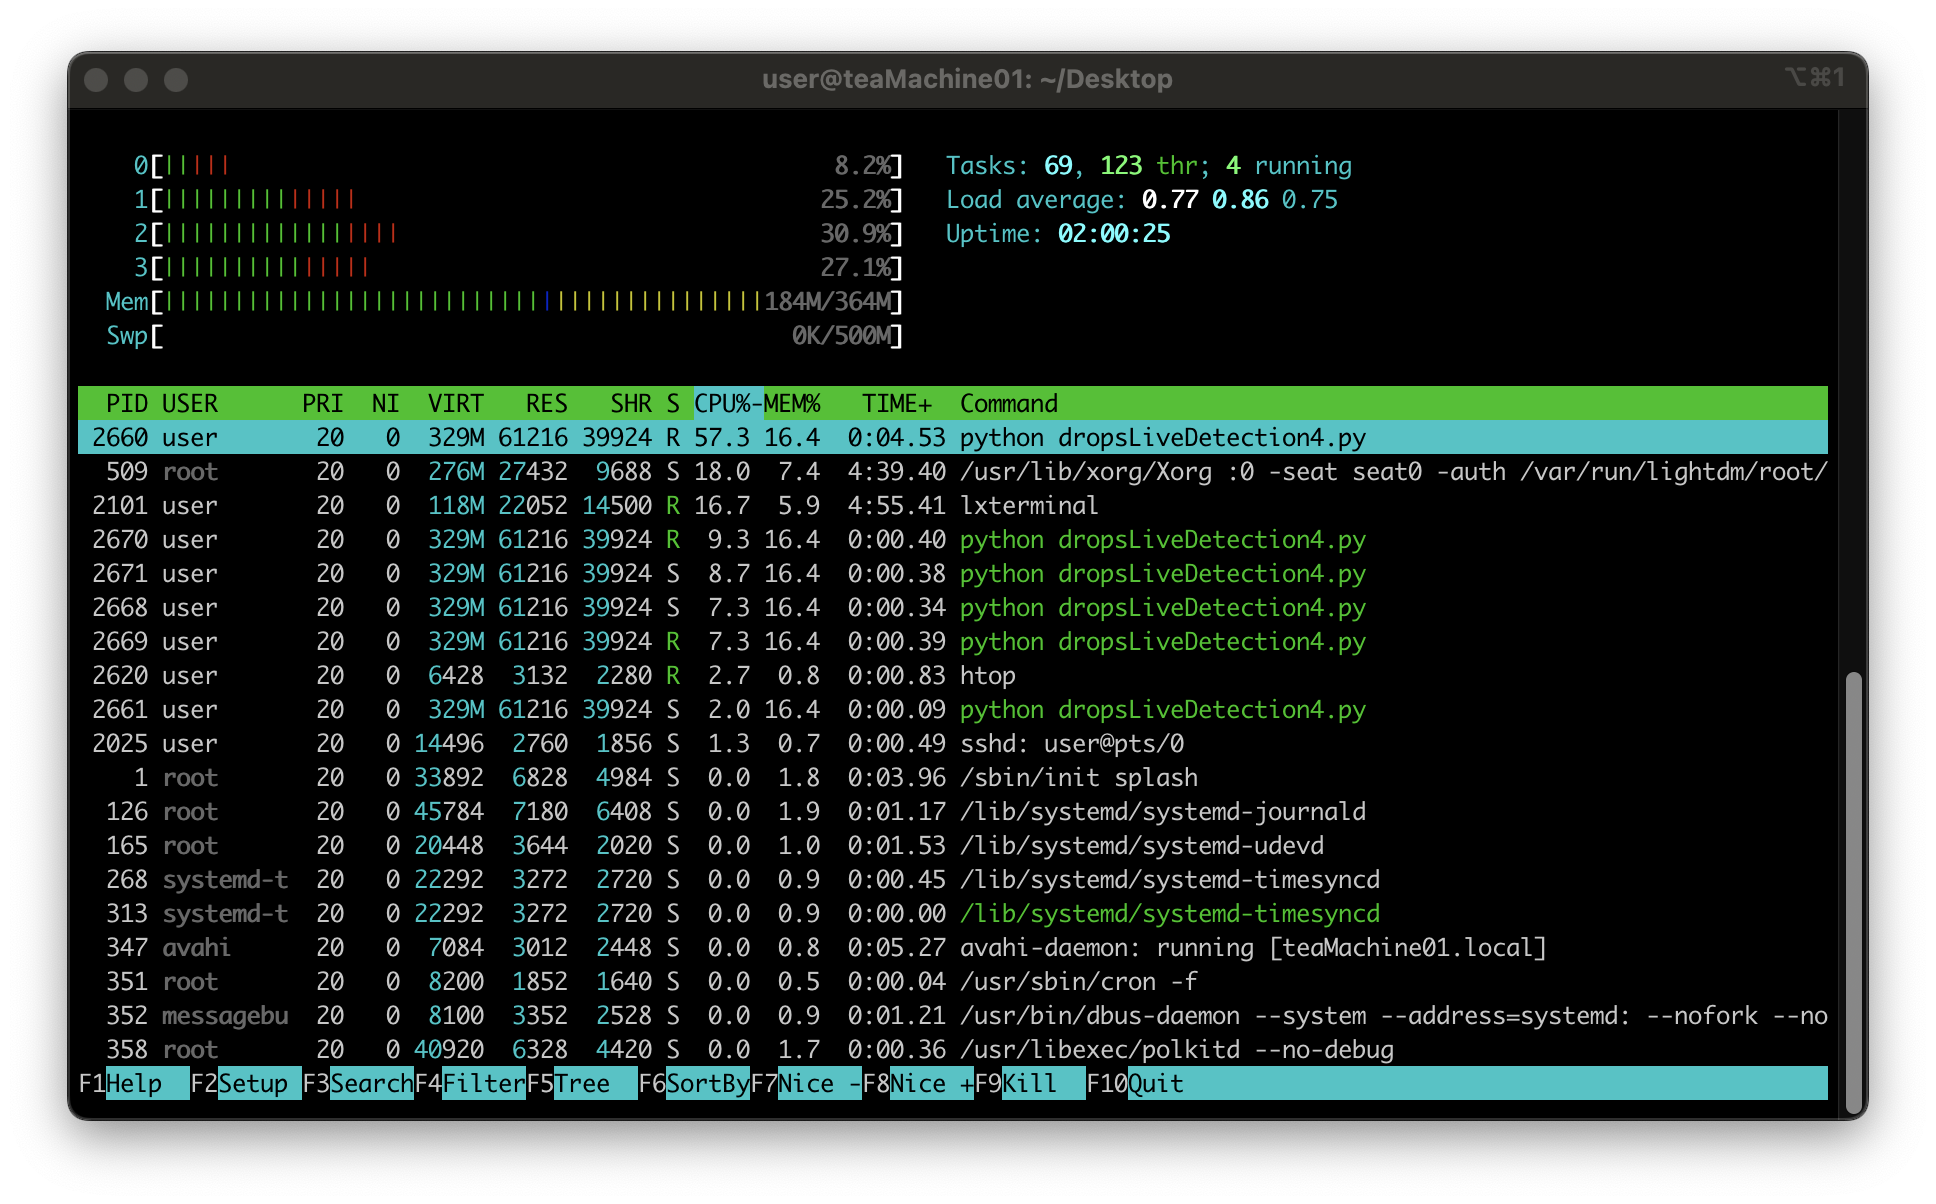 user@teaMachine01: ~/Desktop ⌥⌘1
0[||||| 8.2%] Tasks: 69, 123 thr; 4 running
1[|||||||||||||| 25.2%] Load average: 0.77 0.86 0.75
2[||||||||||||||||| 30.9%] Uptime: 02:00:25
3[||||||||||||||| 27.1%]
Mem[|||||||||||||||||||||||||||||||||||||||||||184M/364M]
Swp[ 0K/500M]
PID USER PRI NI VIRT RES SHR S CPU%-MEM% TIME+ Command
2660 user 20 0 329M 61216 39924 R 57.3 16.4 0:04.53 python dropsLiveDetection4.py
509 root 20 0 276M 27432 9688 S 18.0 7.4 4:39.40 /usr/lib/xorg/Xorg :0 -seat seat0 -auth /var/run/lightdm/root/
2101 user 20 0 118M 22052 14500 R 16.7 5.9 4:55.41 lxterminal
2670 user 20 0 329M 61216 39924 R 9.3 16.4 0:00.40 python dropsLiveDetection4.py
2671 user 20 0 329M 61216 39924 S 8.7 16.4 0:00.38 python dropsLiveDetection4.py
2668 user 20 0 329M 61216 39924 S 7.3 16.4 0:00.34 python dropsLiveDetection4.py
2669 user 20 0 329M 61216 39924 R 7.3 16.4 0:00.39 python dropsLiveDetection4.py
2620 user 20 0 6428 3132 2280 R 2.7 0.8 0:00.83 htop
2661 user 20 0 329M 61216 39924 S 2.0 16.4 0:00.09 python dropsLiveDetection4.py
2025 user 20 0 14496 2760 1856 S 1.3 0.7 0:00.49 sshd: user@pts/0
1 root 20 0 33892 6828 4984 S 0.0 1.8 0:03.96 /sbin/init splash
126 root 20 0 45784 7180 6408 S 0.0 1.9 0:01.17 /lib/systemd/systemd-journald
165 root 20 0 20448 3644 2020 S 0.0 1.0 0:01.53 /lib/systemd/systemd-udevd
268 systemd-t 20 0 22292 3272 2720 S 0.0 0.9 0:00.45 /lib/systemd/systemd-timesyncd
313 systemd-t 20 0 22292 3272 2720 S 0.0 0.9 0:00.00 /lib/systemd/systemd-timesyncd
347 avahi 20 0 7084 3012 2448 S 0.0 0.8 0:05.27 avahi-daemon: running [teaMachine01.local]
351 root 20 0 8200 1852 1640 S 0.0 0.5 0:00.04 /usr/sbin/cron -f
352 messagebu 20 0 8100 3352 2528 S 0.0 0.9 0:01.21 /usr/bin/dbus-daemon --system --address=systemd: --nofork --no
358 root 20 0 40920 6328 4420 S 0.0 1.7 0:00.36 /usr/libexec/polkitd --no-debug
F1Help F2Setup F3SearchF4FilterF5Tree F6SortByF7Nice -F8Nice +F9Kill F10Quit